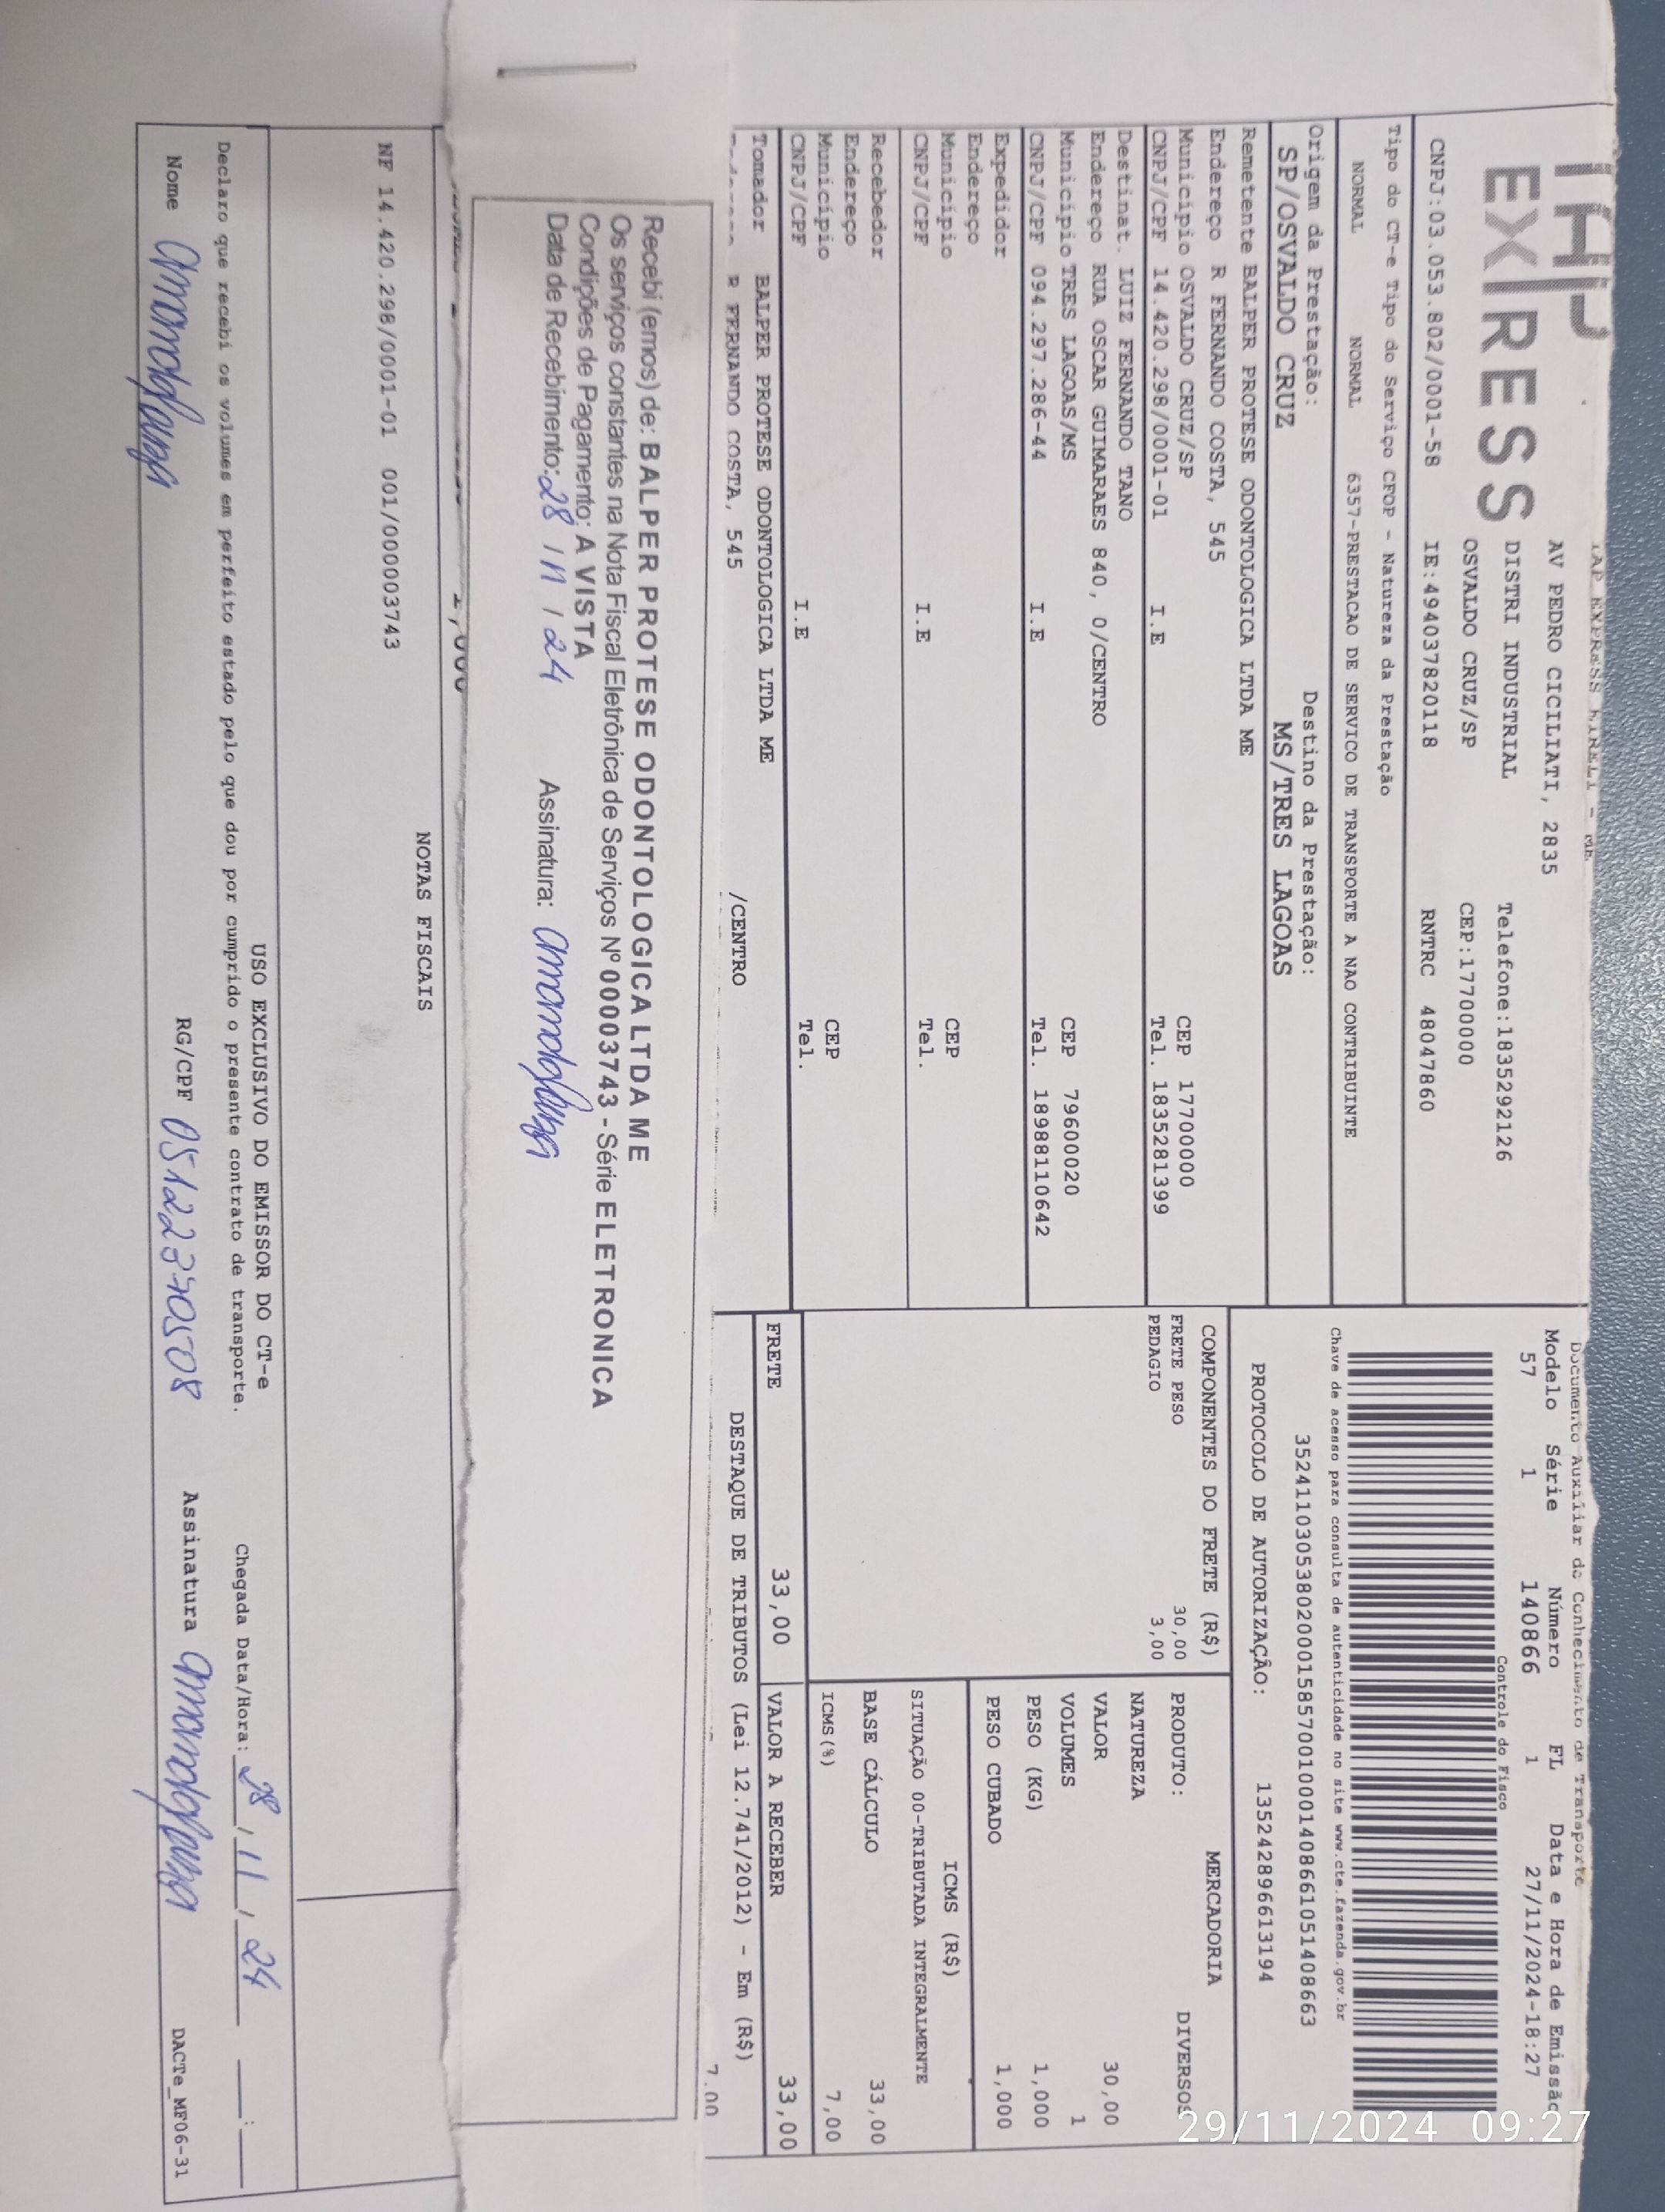 TAP EXPRESS EIRELI - ME
EXPRESS
AV PEDRO CICILIATI, 2835
DISTRI INDUSTRIAL Telefone:1835292126
OSVALDO CRUZ/SP CEP:17700000
CNPJ:03.053.802/0001-58 IE:494037820118 RNTRC 48047860
Tipo do CT-e Tipo do Serviço CFOP - Natureza da Prestação
NORMAL NORMAL 6357-PRESTACAO DE SERVICO DE TRANSPORTE A NAO CONTRIBUINTE
Origem da Prestação: Destino da Prestação:
SP/OSVALDO CRUZ MS/TRES LAGOAS
Documento Auxiliar de Conhecimento de Transporte
Modelo Série Número FL Data e Hora de Emissão
57 1 140866 1 27/11/2024-18:27
Controle do Fisco
Chave de acesso para consulta de autenticidade no site www.cte.fazenda.gov.br
35241103053802000158570010001408661051408663
PROTOCOLO DE AUTORIZAÇÃO: 135242896613194
Remetente BALPER PROTESE ODONTOLOGICA LTDA ME
Endereço R FERNANDO COSTA, 545
Município OSVALDO CRUZ/SP CEP 17700000
CNPJ/CPF 14.420.298/0001-01 I.E Tel. 1835281399
Destinat. LUIZ FERNANDO TANO
Endereço RUA OSCAR GUIMARAES 840, 0/CENTRO
Município TRES LAGOAS/MS CEP 79600020
CNPJ/CPF 094.297.286-44 I.E Tel. 18988110642
Expedidor
Endereço
Município CEP
CNPJ/CPF I.E Tel.
Recebedor
Endereço
Município CEP
CNPJ/CPF I.E Tel.
Tomador BALPER PROTESE ODONTOLOGICA LTDA ME
R FERNANDO COSTA, 545 /CENTRO
COMPONENTES DO FRETE (R$)
FRETE PESO 30,00
PEDAGIO 3,00
MERCADORIA
PRODUTO: DIVERSOS
NATUREZA
VALOR 30,00
VOLUMES 1
PESO (KG) 1,000
PESO CUBADO 1,000
ICMS (R$)
SITUAÇÃO 00-TRIBUTADA INTEGRALMENTE
BASE CÁLCULO 33,00
ICMS(%) 7,00
FRETE 33,00 VALOR A RECEBER 33,00
DESTAQUE DE TRIBUTOS (Lei 12.741/2012) - Em (R$)
7.00
Recebi (emos) de: BALPER PROTESE ODONTOLOGICA LTDA ME
Os serviços constantes na Nota Fiscal Eletrônica de Serviços Nº 00003743 - Série ELETRONICA
Condições de Pagamento: A VISTA
Data de Recebimento: 28 / 11 / 24 Assinatura:
NOTAS FISCAIS
NF 14.420.298/0001-01 001/000003743
USO EXCLUSIVO DO EMISSOR DO CT-e
Declaro que recebi os volumes em perfeito estado pelo que dou por cumprido o presente contrato de transporte. Chegada Data/Hora: 28 / 11 / 24 :
Nome RG/CPF 05122370508 Assinatura
DACTe_MF06-31
29/11/2024 09:27